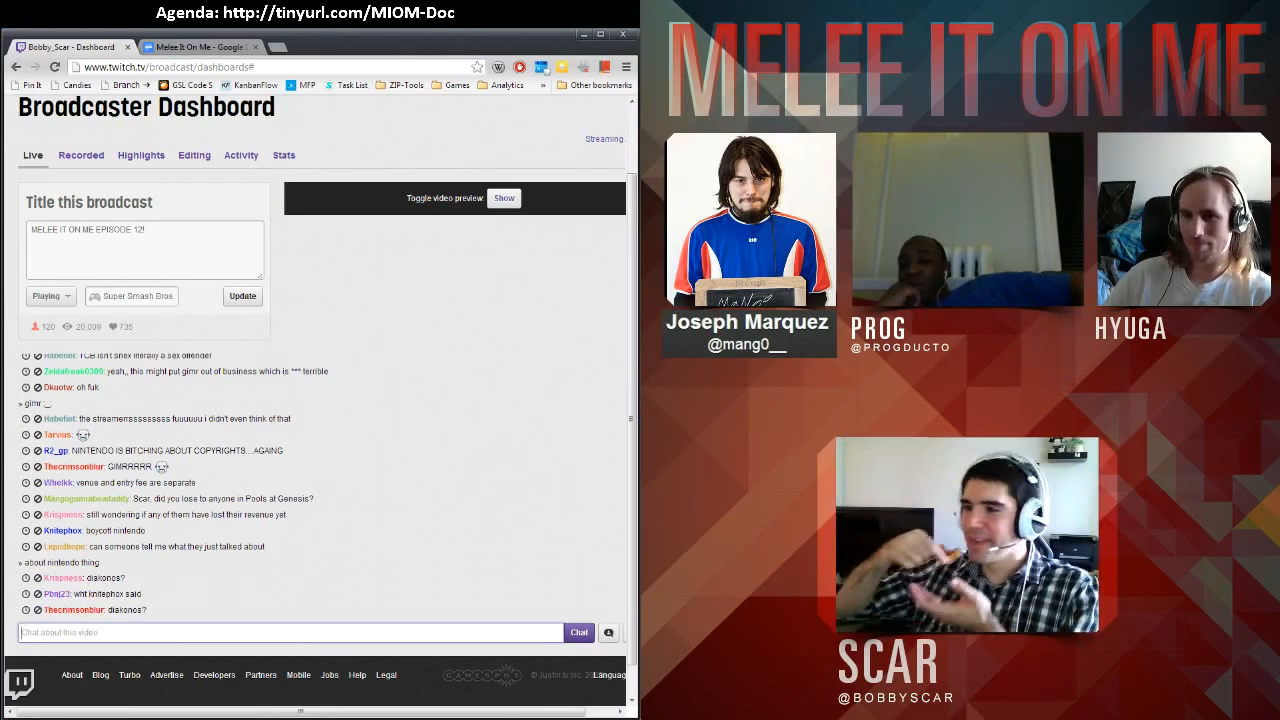 Agenda: http://tinyurl.com/MIOM-Doc
Bobby_Scar - Dashboard
Melee It On Me - Google
www.twitch.tv/broadcast/dashboards#
Pin It
Candies
Branch →
GSL Code S
KanbanFlow
MFP
Task List
ZIP-Tools
Games
Analytics
»
Other bookmarks
Broadcaster Dashboard
Streaming
Live
Recorded
Highlights
Editing
Activity
Stats
Title this broadcast
MELEE IT ON ME EPISODE 12!
Playing
Super Smash Bros
Update
120
20,009
735
Toggle video preview:
Show
Zeldafreak0309: yeah,, this might put gimr out of business which is *** terrible
Dkuotw: oh fuk
» gimr
Habefiet: the streamerrsssssssss fuuuuuu i didn't even think of that
Tarvius:
R2_gp: NINTENDO IS BITCHING ABOUT COPYRIGHTS....AGAING
Thecrimsonblur: GIMRRRRR
Whelkk: venue and entry fee are separate
Mangogunnabuadaddy: Scar, did you lose to anyone in Pools at Genesis?
Krispness: still wondering if any of them have lost their revenue yet
Knitephox: boycott nintendo
Liquidhope: can someone tell me what they just talked about
» about nintendo thing
Krispness: diakonos?
Pbnj23: wht knitephox said
Thecrimsonblur: diakonos?
Chat about this video
Chat
About
Blog
Turbo
Advertise
Developers
Partners
Mobile
Jobs
Help
Legal
GAMESPOT
© Justin.tv Inc. 20
Languag
MELEE IT ON ME
MaNgo
Joseph Marquez
@mang0__
PROG
@PROGDUCTO
HYUGA
SCAR
@BOBBYSCAR